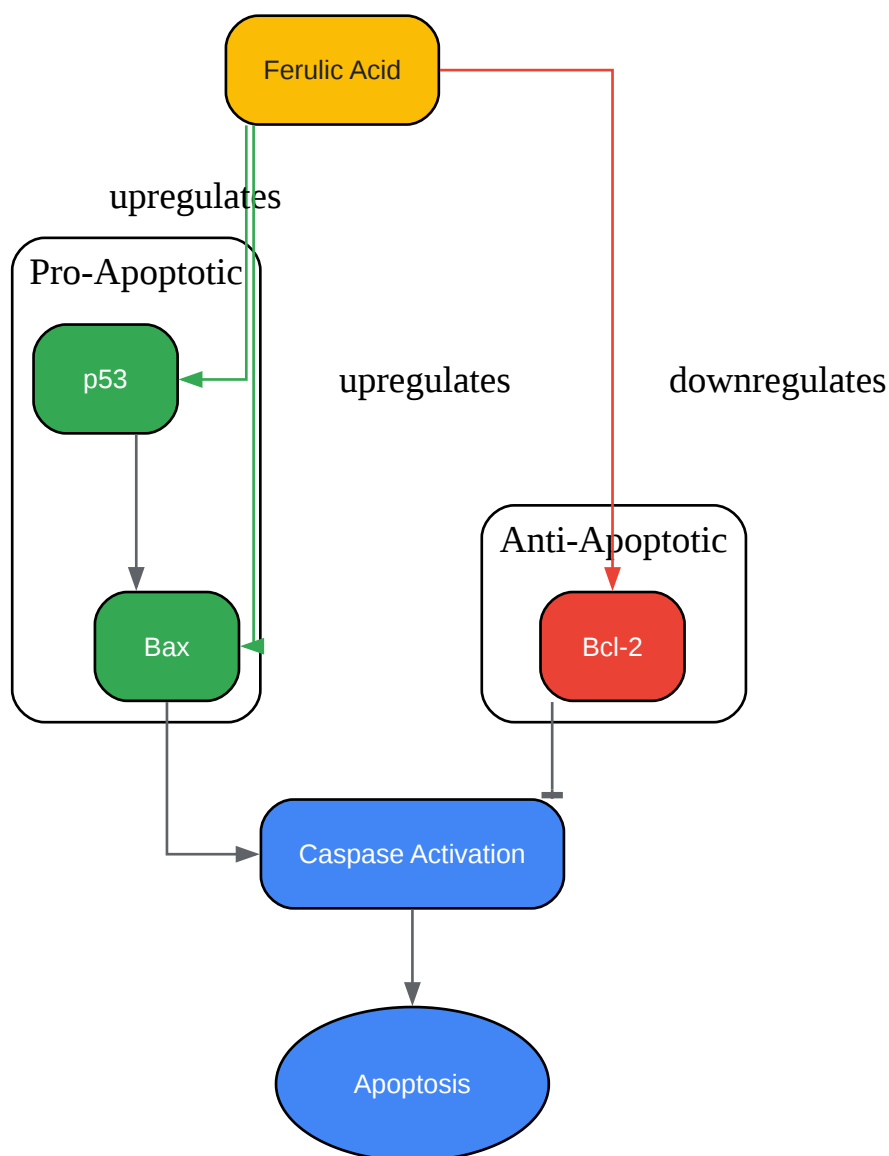 Ferulic Acid
upregulates
Pro-Apoptotic
p53
upregulates
downregulates
Anti-Apoptotic
Bax
Bcl-2
Caspase Activation
Apoptosis